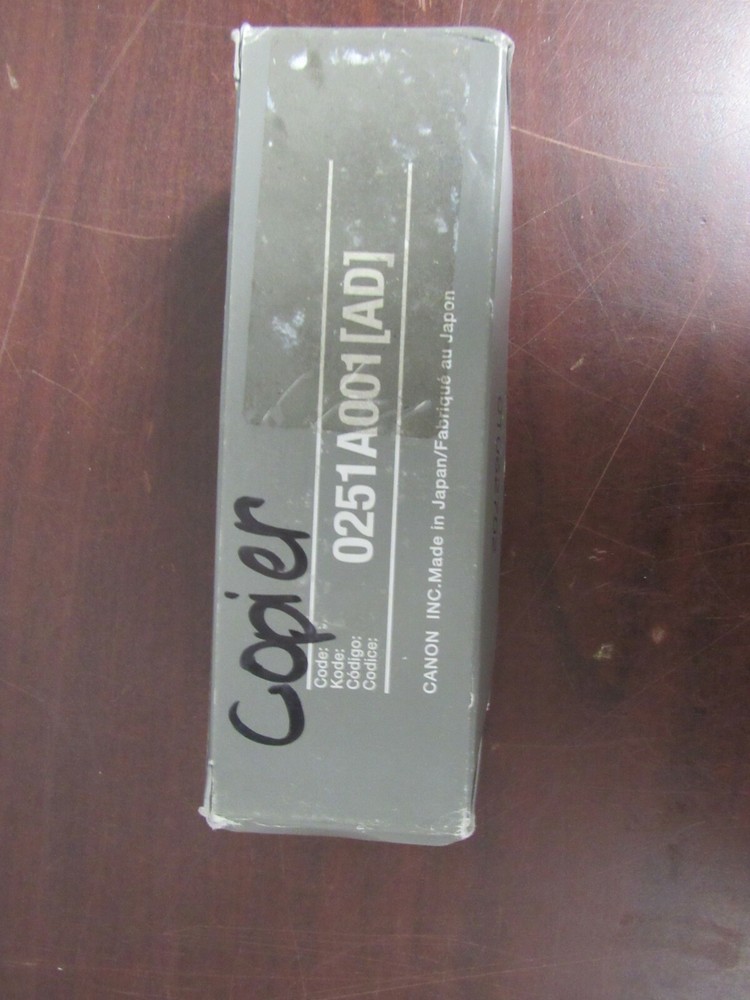 Copier
Code:
Kode:
Código:
Codice:
0251A001[AD]
CANON INC.Made in Japan/Fabriqué au Japon